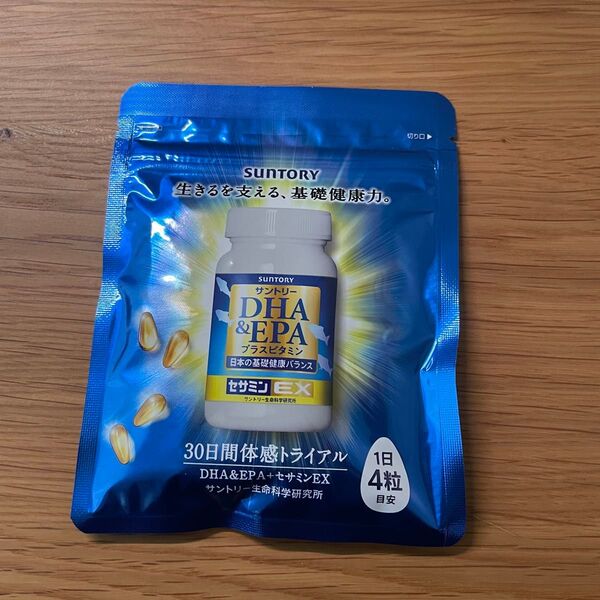 切り口▶
SUNTORY
生きるを支える、基礎健康力。
SUNTORY
サントリー
DHA
&EPA
プラスビタミン
日本の基礎健康バランス
セサミンEX
サントリー生命科学研究所
30日間体感トライアル
DHA&EPA+セサミンEX
サントリー生命科学研究所
1日
4粒
目安